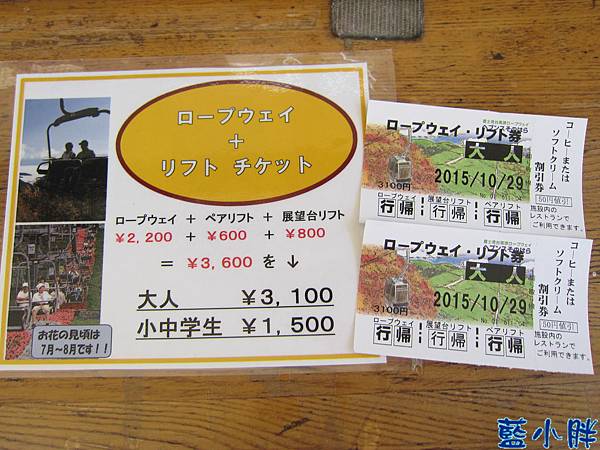 ロープウェイ
+
リフト チケット
ロープウェイ + ペアリフト + 展望台リフト
¥2,200 + ¥600 + ¥800
= ¥3,600 を ↓
大人 ¥3,100
小中学生 ¥1,500
お花の見頃は
7月～8月です!!
ロープウェイ・リフト券
大人
3100円
2015/10/29
ロープウェイ 展望台リフト ペアリフト
行帰 行帰 行帰
コーヒーまたは
ソフトクリーム
割引券
50円値引
施設内の
レストランで
ご利用できます。
ロープウェイ・リフト券
大人
3100円
2015/10/29
ロープウェイ 展望台リフト ペアリフト
行帰 行帰 行帰
コーヒーまたは
ソフトクリーム
割引券
50円値引
施設内の
レストランで
ご利用できます。
藍小胖